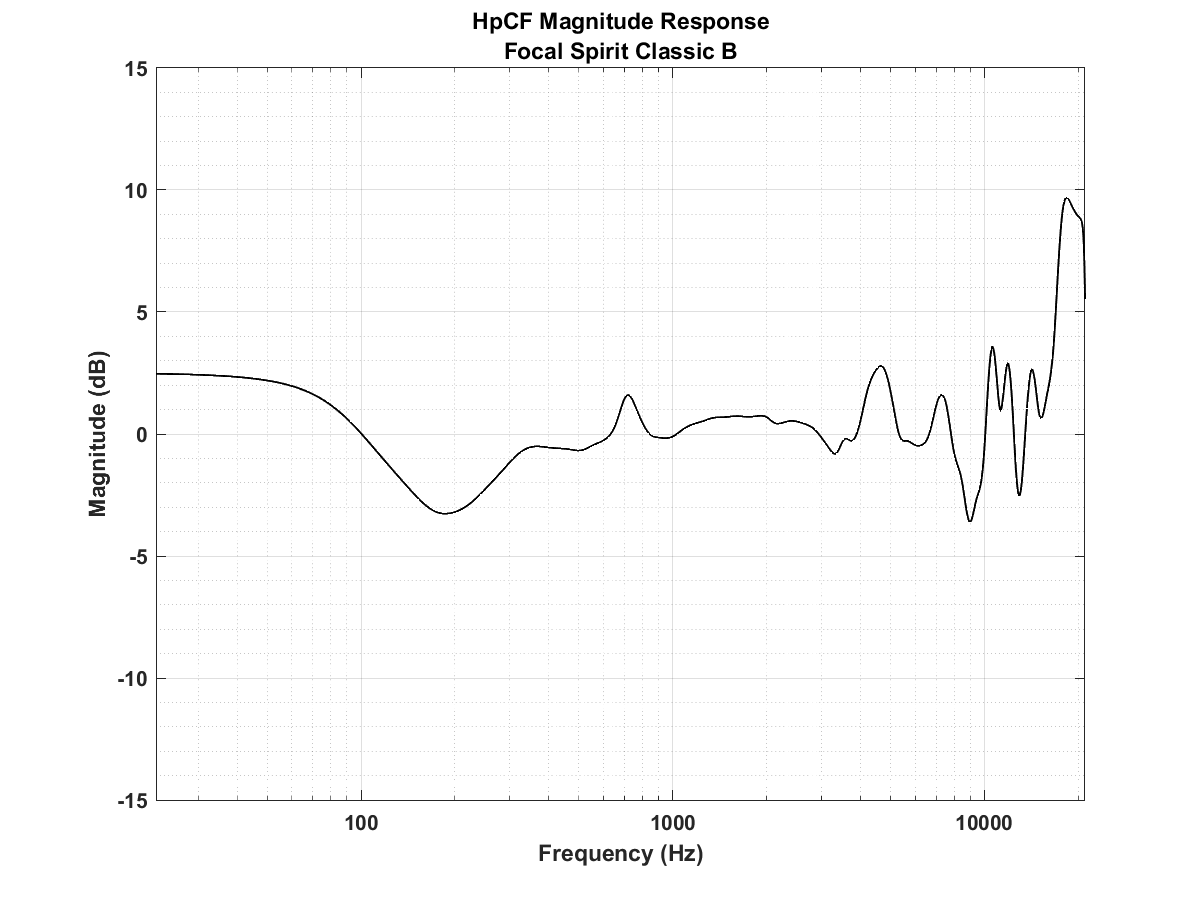 HpCF Magnitude Response
Focal Spirit Classic B
15
10
5
0
-5
-10
-15
Magnitude (dB)
100
1000
10000
Frequency (Hz)